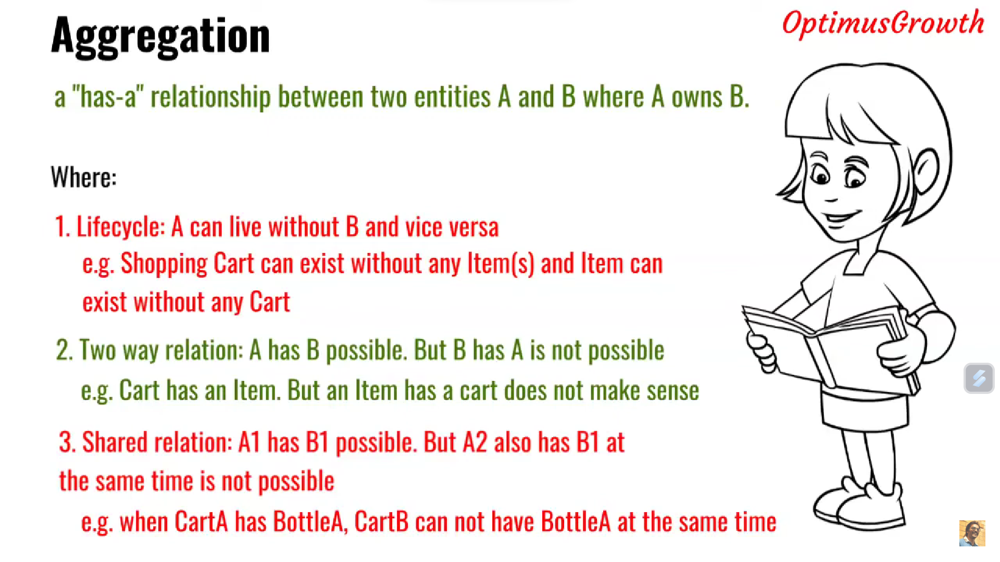 Aggregation
OptimusGrowth
a "has-a" relationship between two entities A and B where A owns B.
Where:
1. Lifecycle: A can live without B and vice versa
e.g. Shopping Cart can exist without any Item(s) and Item can
exist without any Cart
2. Two way relation: A has B possible. But B has A is not possible
e.g. Cart has an Item. But an Item has a cart does not make sense
3. Shared relation: A1 has B1 possible. But A2 also has B1 at
the same time is not possible
e.g. when CartA has BottleA, CartB can not have BottleA at the same time